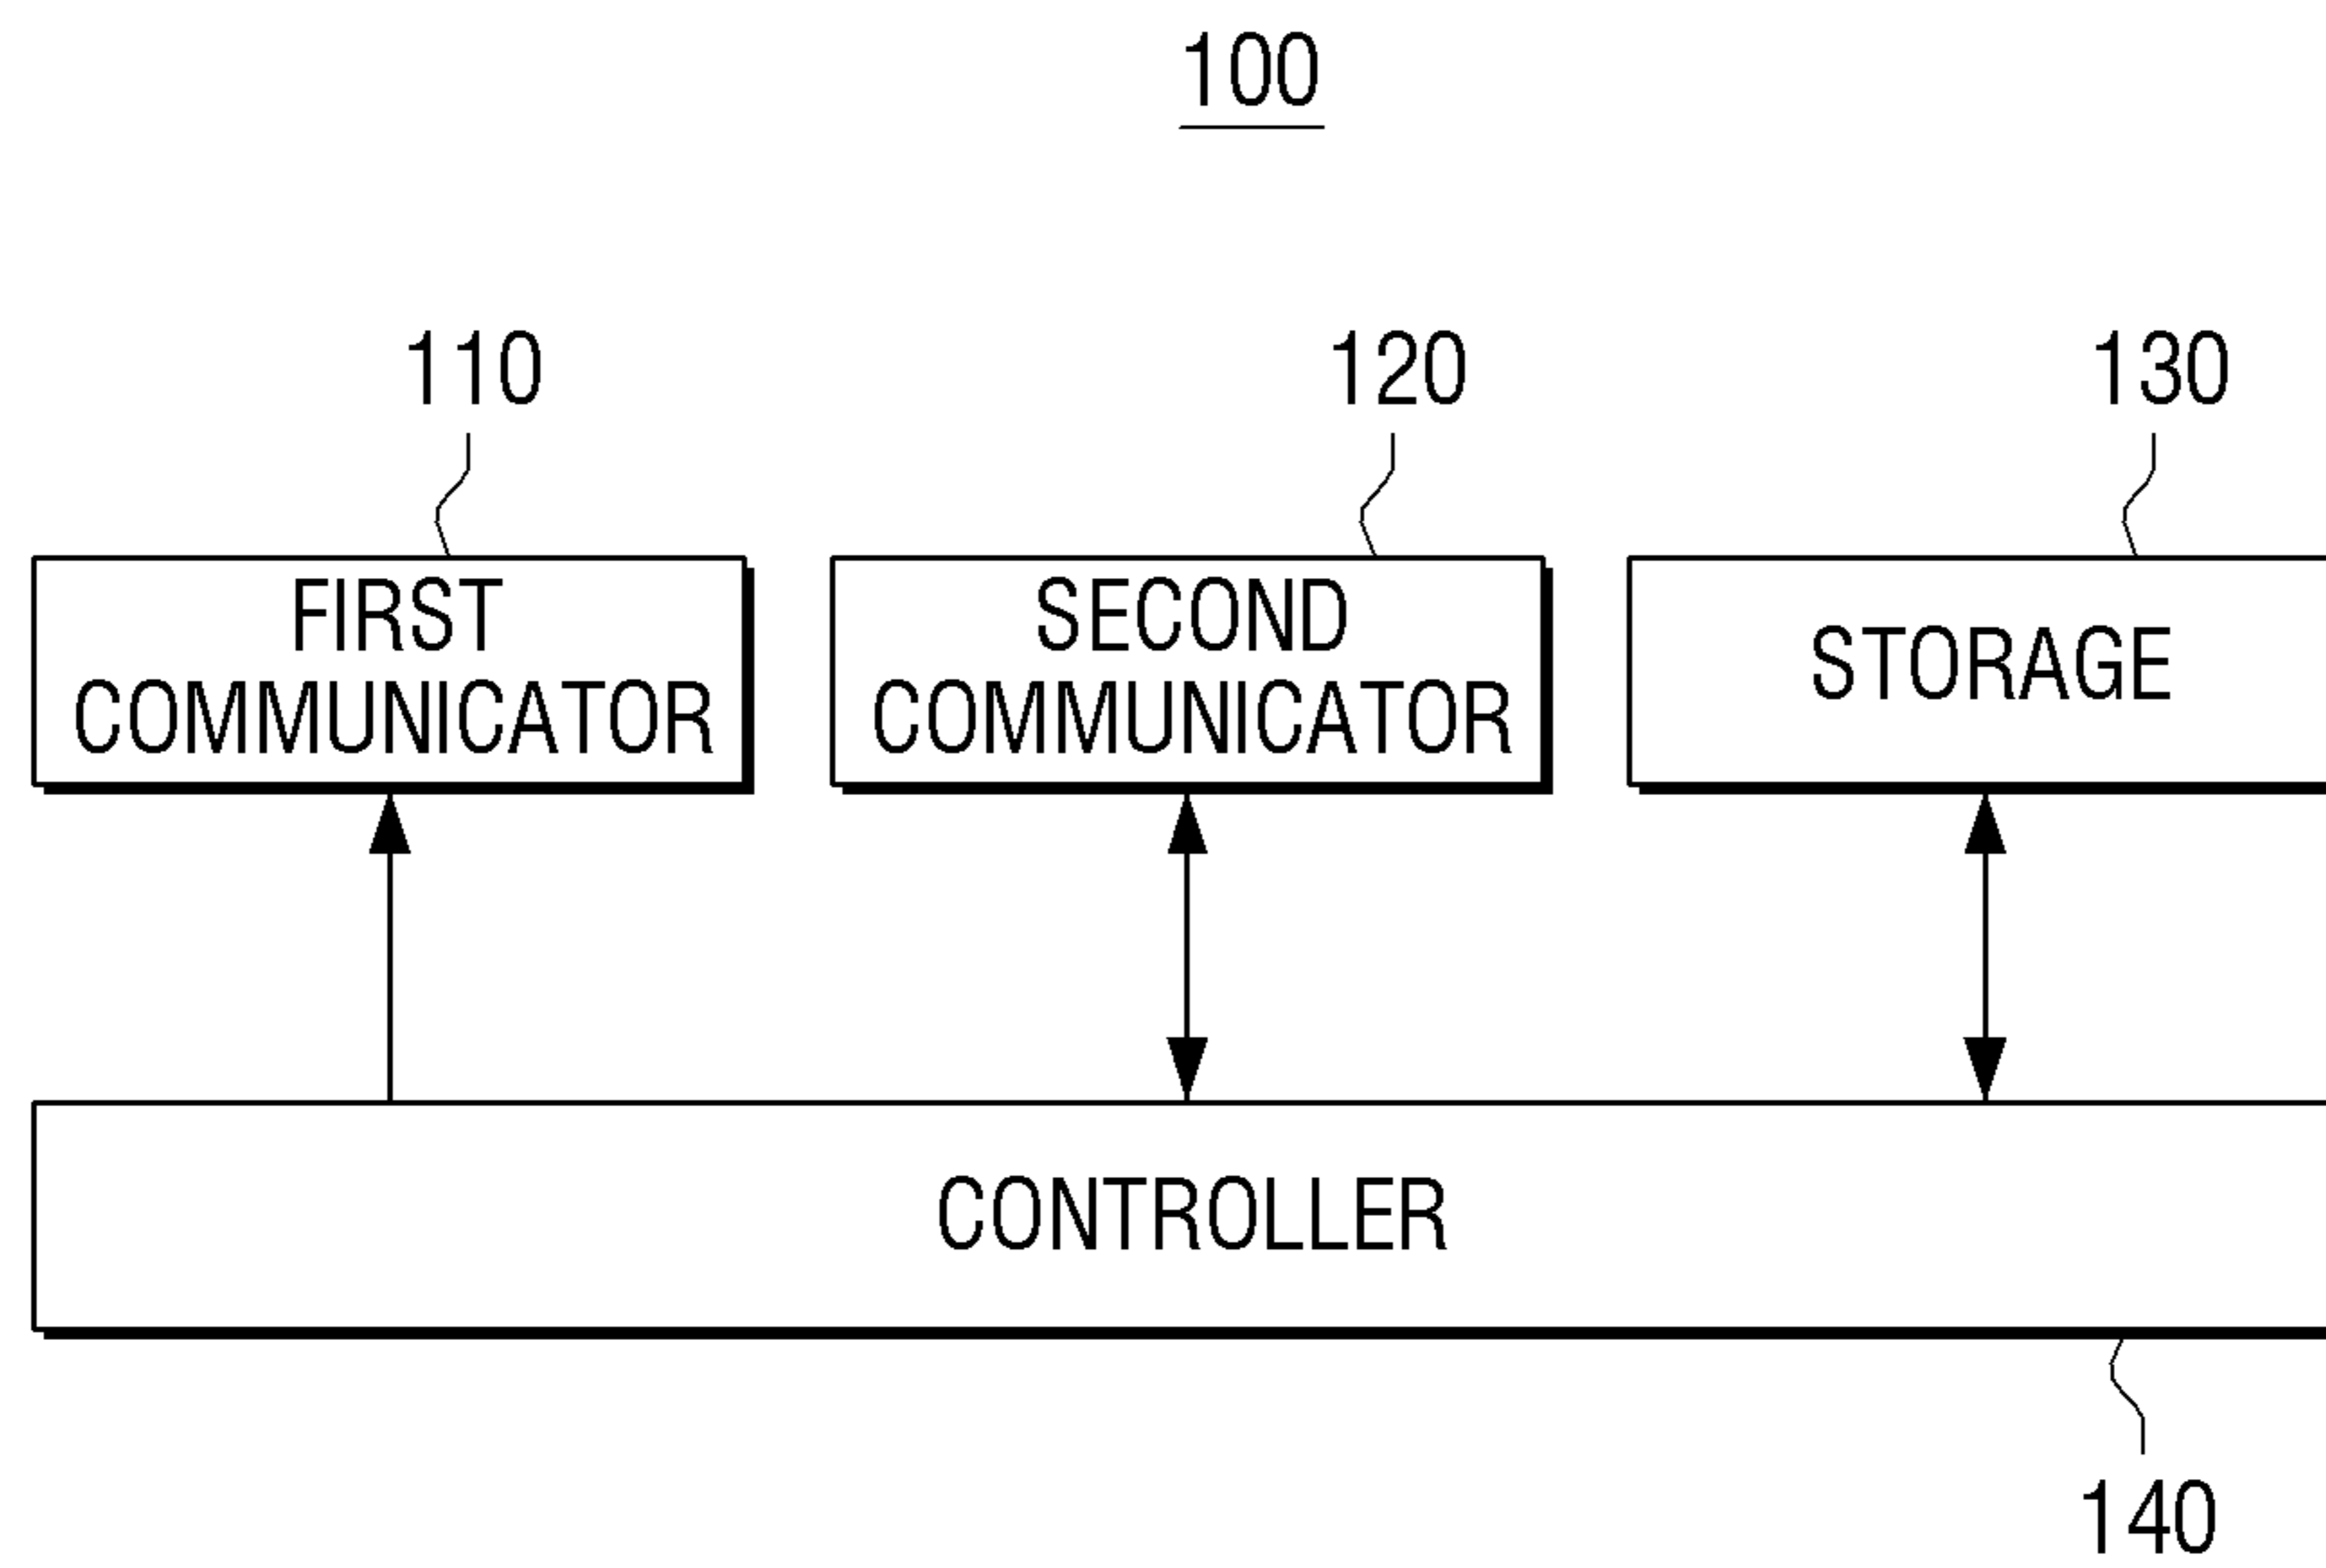 100
110
120
130
FIRST
COMMUNICATOR
SECOND
COMMUNICATOR
STORAGE
CONTROLLER
140